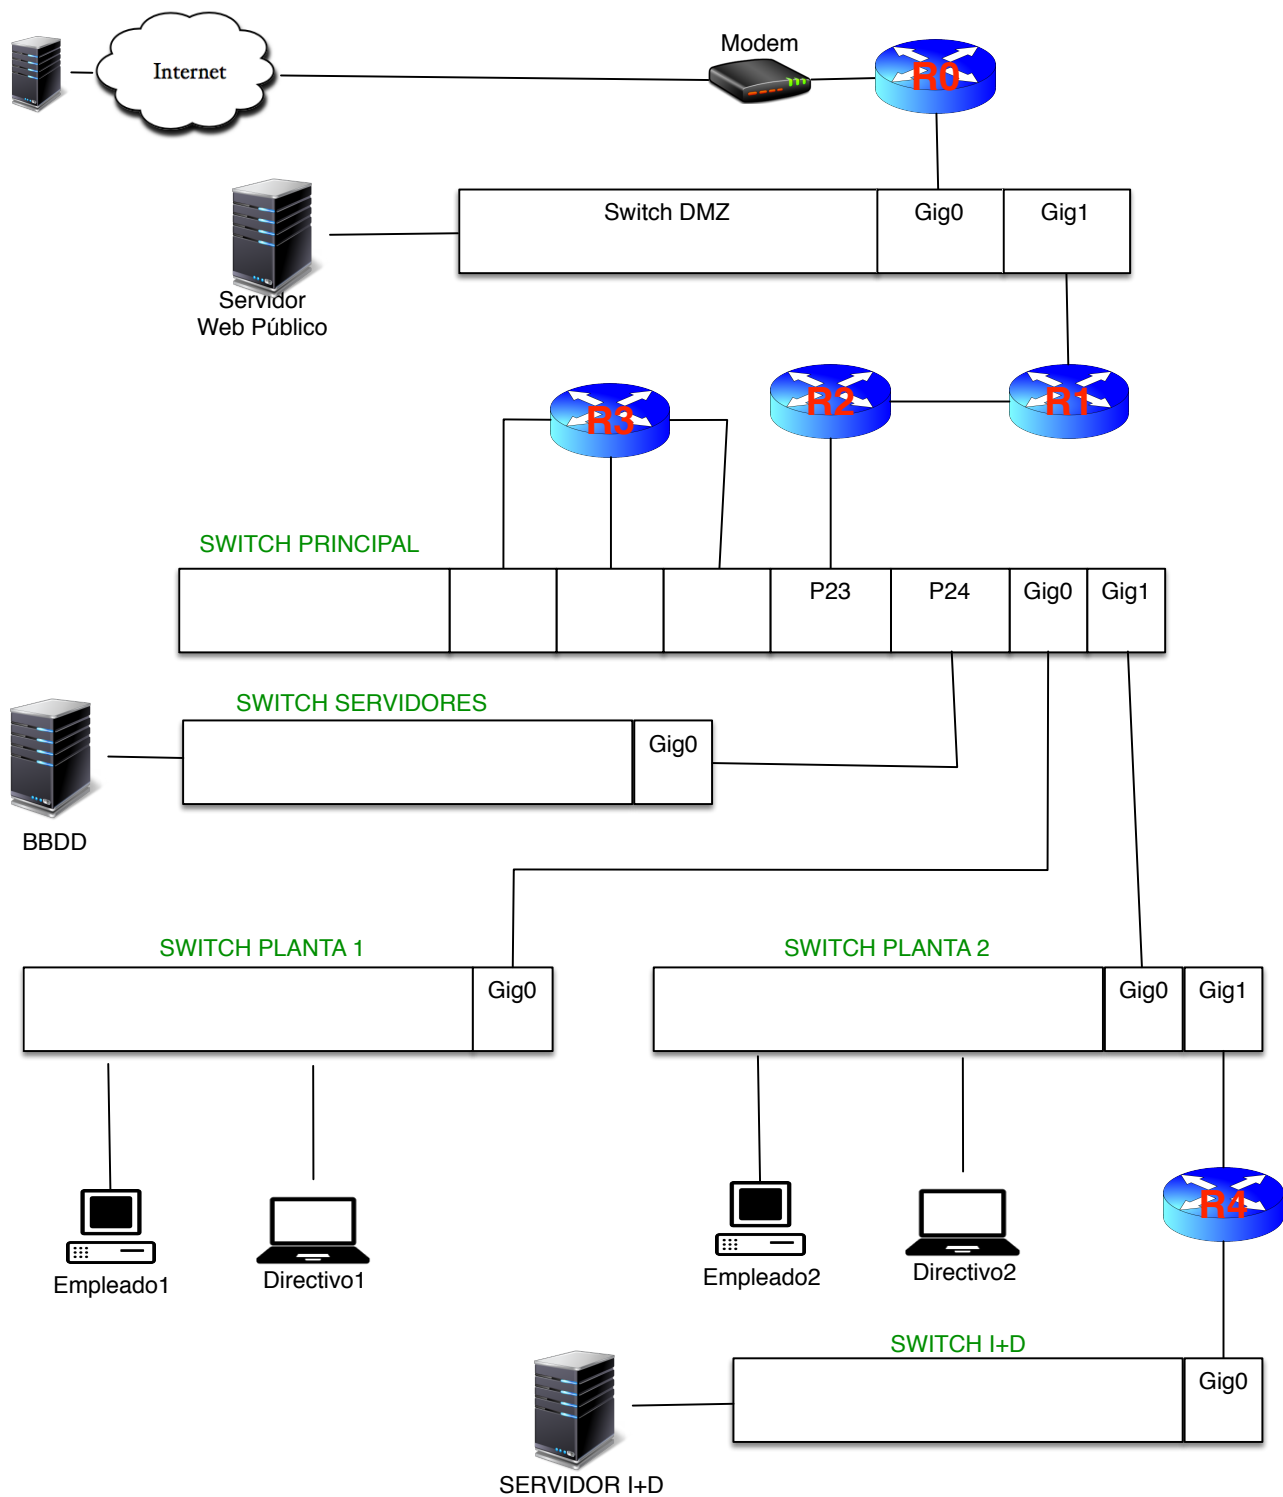 Modem
Internet
R0
Switch DMZ
Gig0
Gig1
Servidor
Web Público
R3
R2
R1
SWITCH PRINCIPAL
P23
P24
Gig0
Gig1
SWITCH SERVIDORES
Gig0
BBDD
SWITCH PLANTA 1
SWITCH PLANTA 2
Gig0
Gig0
Gig1
R4
Empleado1
Directivo1
Empleado2
Directivo2
SWITCH I+D
Gig0
SERVIDOR I+D